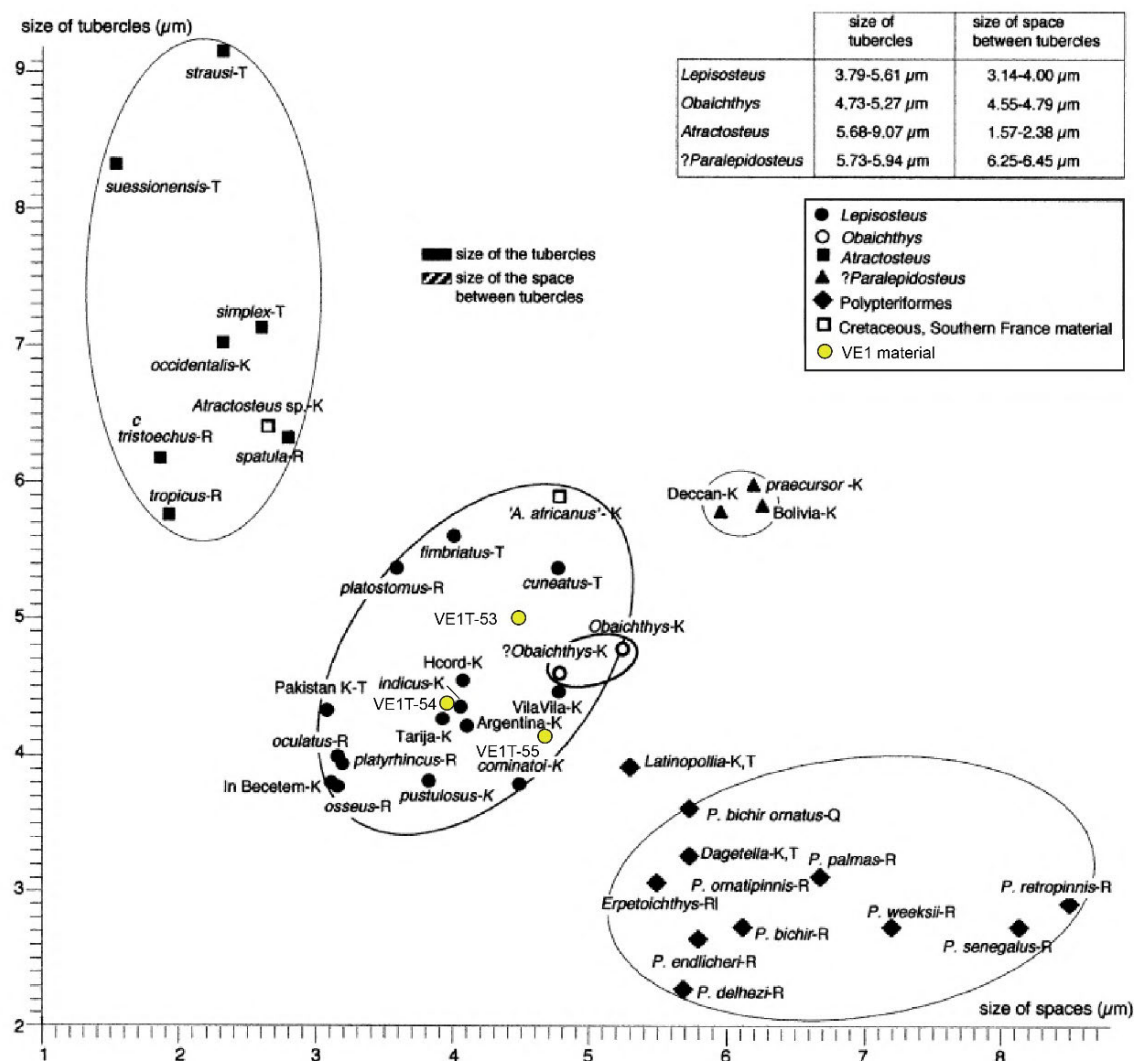 size of tubercles (µm)
9
8
7
6
5
4
3
2
1 2 3 4 5 6 7 8
size of spaces (µm)
size of tubercles size of space between tubercles
Lepisosteus 3.79-5.61 µm 3.14-4.00 µm
Obaichthys 4.73-5.27 µm 4.55-4.79 µm
Atractosteus 5.68-9.07 µm 1.57-2.38 µm
?Paralepidosteus 5.73-5.94 µm 6.25-6.45 µm
Lepisosteus
Obaichthys
Atractosteus
?Paralepidosteus
Polypteriformes
Cretaceous, Southern France material
VE1 material
size of the tubercles
size of the space
between tubercles
strausi-T
suessionensis-T
simplex-T
occidentalis-K
Atractosteus sp.-K
c
tristoechus-R
spatula-R
tropicus-R
Deccan-K
praecursor -K
Bolivia-K
'A. africanus'- K
fimbriatus-T
platostomus-R
cuneatus-T
VE1T-53
Obaichthys-K
?Obaichthys-K
Hcord-K
indicus-K
Pakistan K-T
VE1T-54
VilaVila-K
Argentina-K
Tarija-K
oculatus-R
VE1T-55
platyrhincus-R
cominatoi-K
In Becetem-K
pustulosus-K
osseus-R
Latinopollia-K,T
P. bichir ornatus-Q
Dagetella-K,T
P. palmas-R
P. ornatipinnis-R
P. retropinnis-R
Erpetoichthys-RI
P. weeksii-R
P. bichir-R
P. senegalus-R
P. endlicheri-R
P. delhezi-R